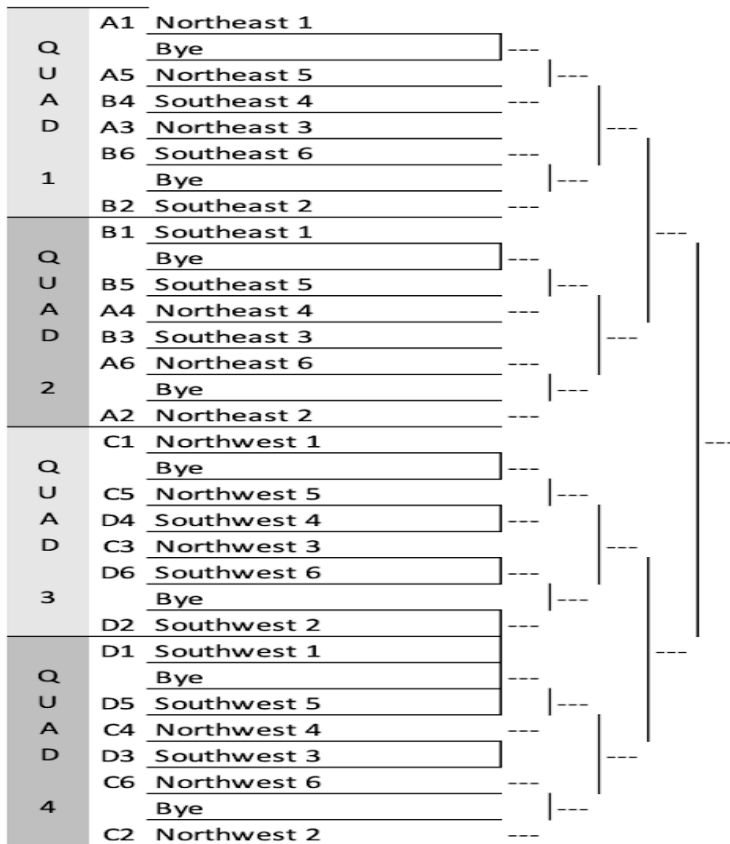 A1 Northeast 1
Q Bye ---
U A5 Northeast 5 ---
A B4 Southeast 4 ---
D A3 Northeast 3 ---
B6 Southeast 6 ---
1 Bye ---
B2 Southeast 2 ---
B1 Southeast 1 ---
Q Bye ---
U B5 Southeast 5 ---
A A4 Northeast 4 ---
D B3 Southeast 3 ---
A6 Northeast 6 ---
2 Bye ---
A2 Northeast 2 ---
C1 Northwest 1 ---
Q Bye ---
U C5 Northwest 5 ---
A D4 Southwest 4 ---
D C3 Northwest 3 ---
D6 Southwest 6 ---
3 Bye ---
D2 Southwest 2 ---
D1 Southwest 1 ---
Q Bye ---
U D5 Southwest 5 ---
A C4 Northwest 4 ---
D D3 Southwest 3 ---
C6 Northwest 6 ---
4 Bye ---
C2 Northwest 2 ---